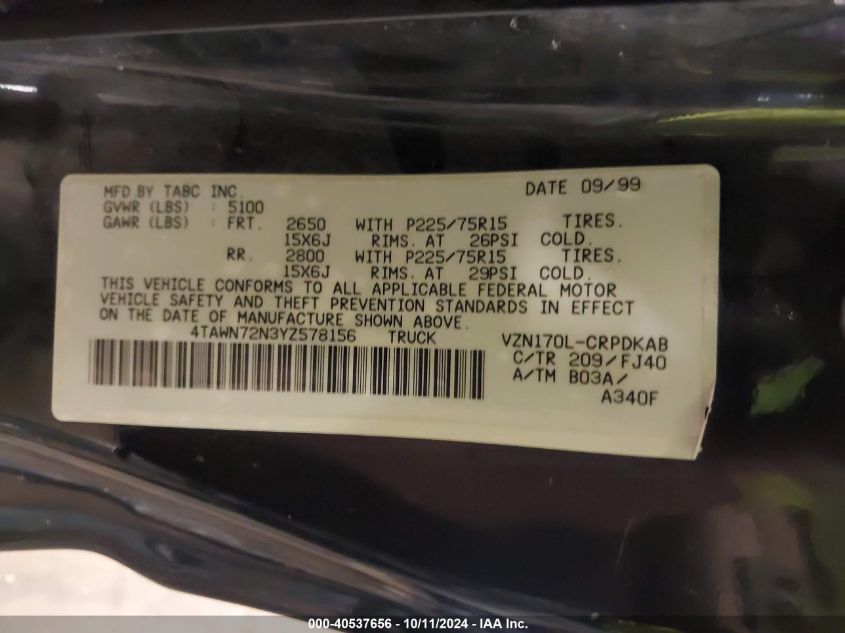 MFD BY TABC INC. DATE 09/99
GVWR (LBS) : 5100
GAWR (LBS) : FRT. 2650 WITH P225/75R15 TIRES.
15X6J RIMS. AT 26PSI COLD.
RR. 2800 WITH P225/75R15 TIRES.
15X6J RIMS. AT 29PSI COLD.
THIS VEHICLE CONFORMS TO ALL APPLICABLE FEDERAL MOTOR
VEHICLE SAFETY AND THEFT PREVENTION STANDARDS IN EFFECT
ON THE DATE OF MANUFACTURE SHOWN ABOVE.
4TAWN72N3YZ578156 TRUCK VZN170L-CRPDKAB
C/TR 209/FJ40
A/TM B03A/
A340F
000-40537656 - 10/11/2024 - IAA Inc.